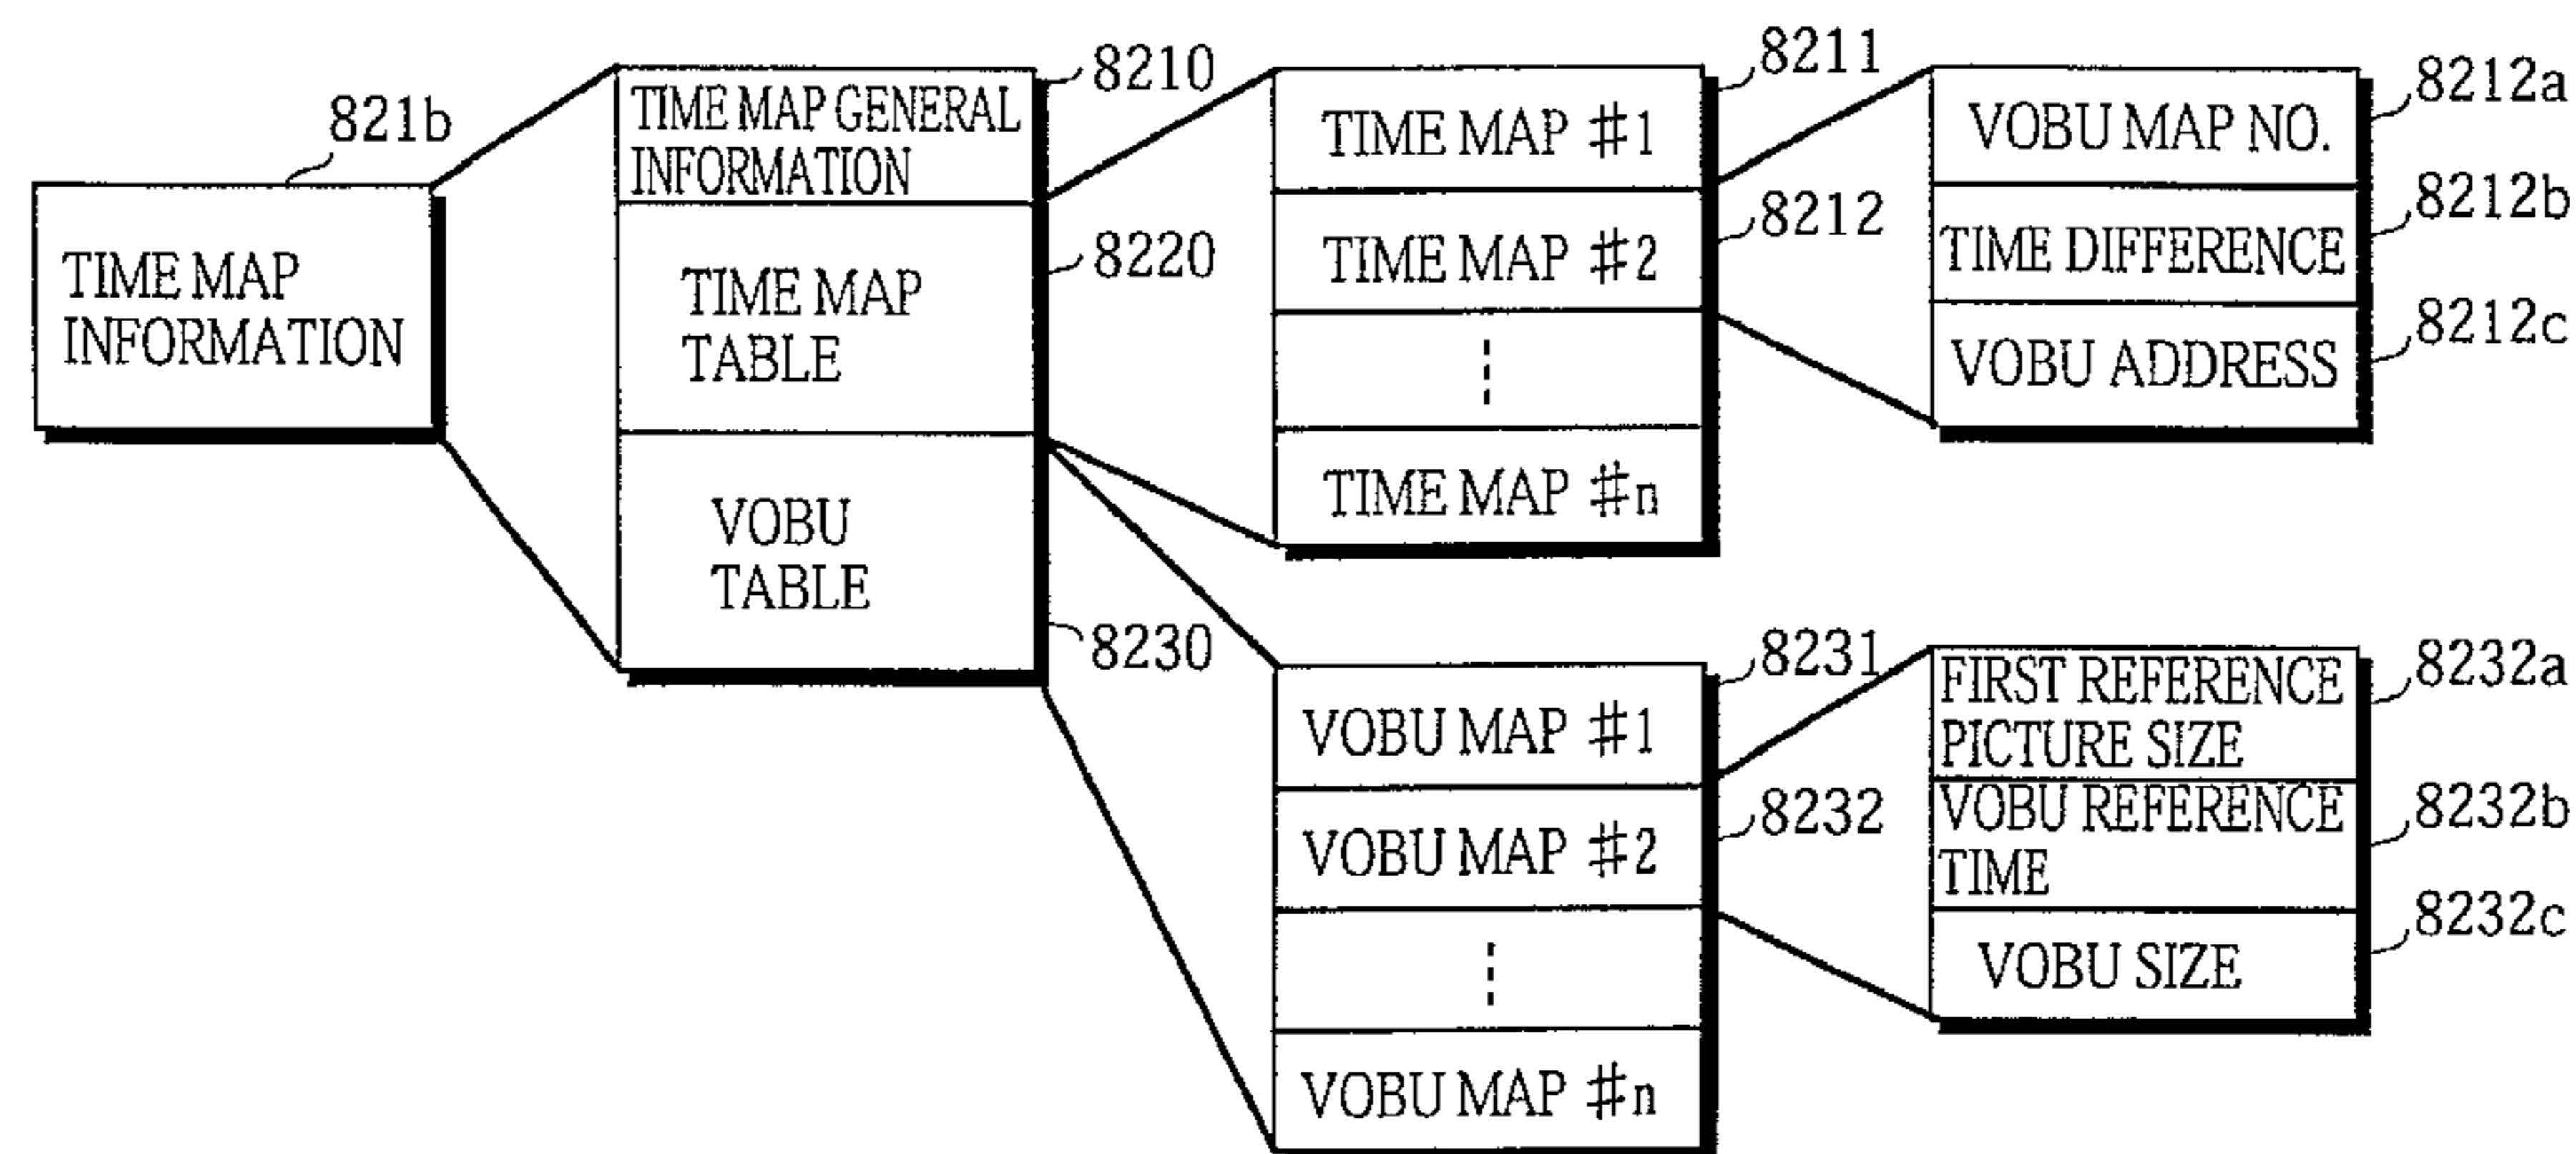 821b
TIME MAP
INFORMATION
8210
TIME MAP GENERAL
INFORMATION
8220
TIME MAP
TABLE
VOBU
TABLE
8230
8211
TIME MAP #1
8212
TIME MAP #2
TIME MAP #n
8212a
VOBU MAP NO.
8212b
TIME DIFFERENCE
8212c
VOBU ADDRESS
8231
VOBU MAP #1
8232
VOBU MAP #2
VOBU MAP #n
8232a
FIRST REFERENCE
PICTURE SIZE
8232b
VOBU REFERENCE
TIME
8232c
VOBU SIZE